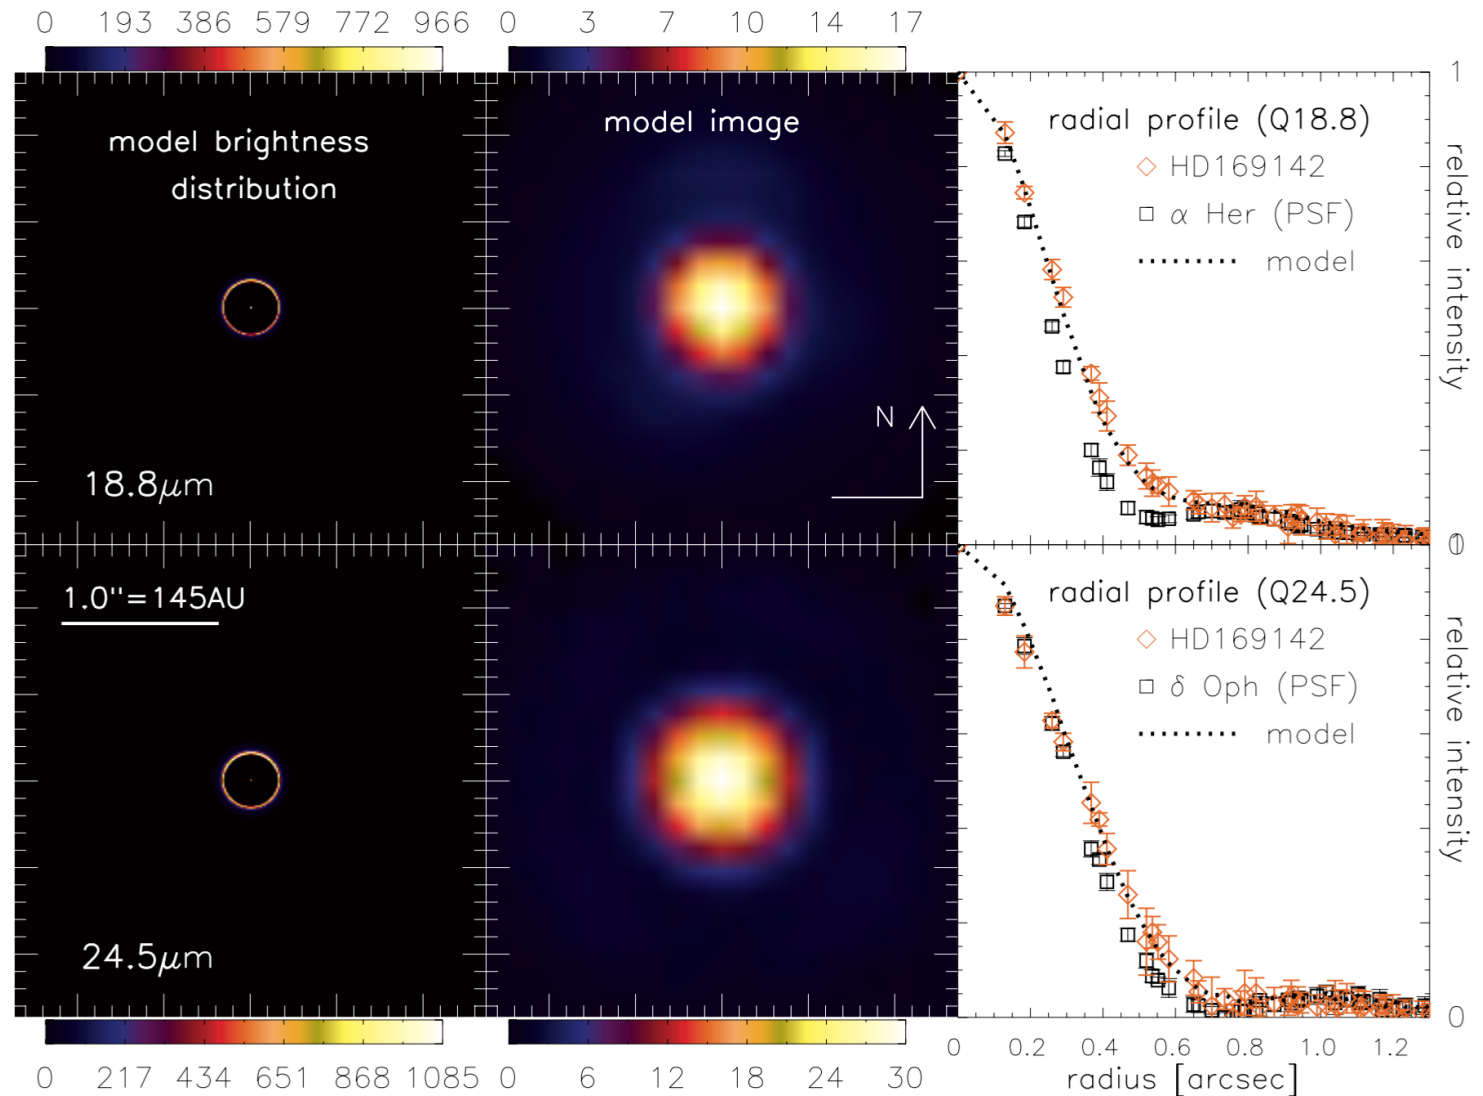 0 193 386 579 772 966
0 3 7 10 14 17
model brightness
distribution
18.8μm
model image
N
1
radial profile (Q18.8)
HD169142
α Her (PSF)
model
relative intensity
0
1.0"=145AU
24.5μm
radial profile (Q24.5)
HD169142
δ Oph (PSF)
model
relative intensity
0
0 0.2 0.4 0.6 0.8 1.0 1.2
radius [arcsec]
0 217 434 651 868 1085
0 6 12 18 24 30